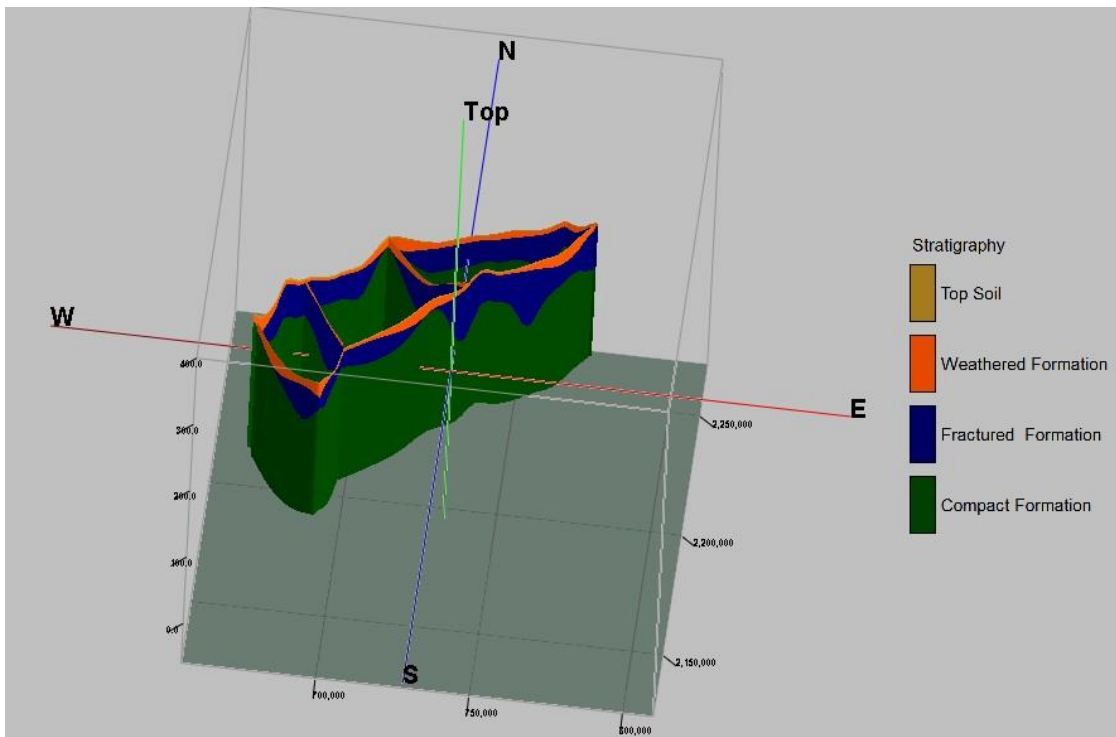 N
Top
W
E
S
400.0
300.0
200.0
100.0
0.0
700,000
750,000
800,000
2,150,000
2,200,000
2,250,000
Stratigraphy
Top Soil
Weathered Formation
Fractured Formation
Compact Formation